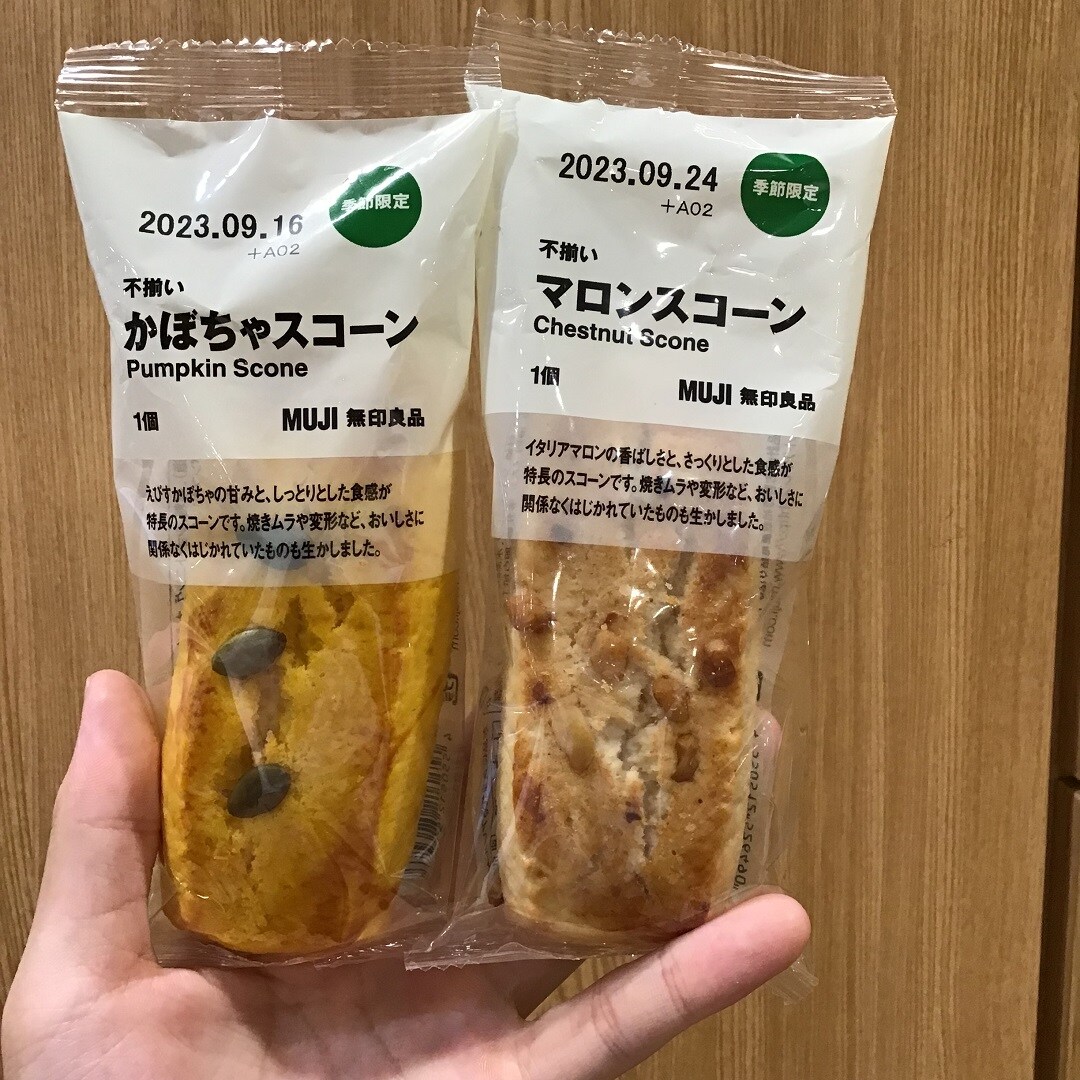 2023.09.16
+A02
季節限定
不揃い
かぼちゃスコーン
Pumpkin Scone
1個
MUJI 無印良品
えびすかぼちゃの甘みと、しっとりとした食感が
特長のスコーンです。焼きムラや変形など、おいしさに
関係なくはじかれていたものも生かしました。
2023.09.24
+A02
季節限定
不揃い
マロンスコーン
Chestnut Scone
1個
MUJI 無印良品
イタリアマロンの香ばしさと、さっくりとした食感が
特長のスコーンです。焼きムラや変形など、おいしさに
関係なくはじかれていたものも生かしました。